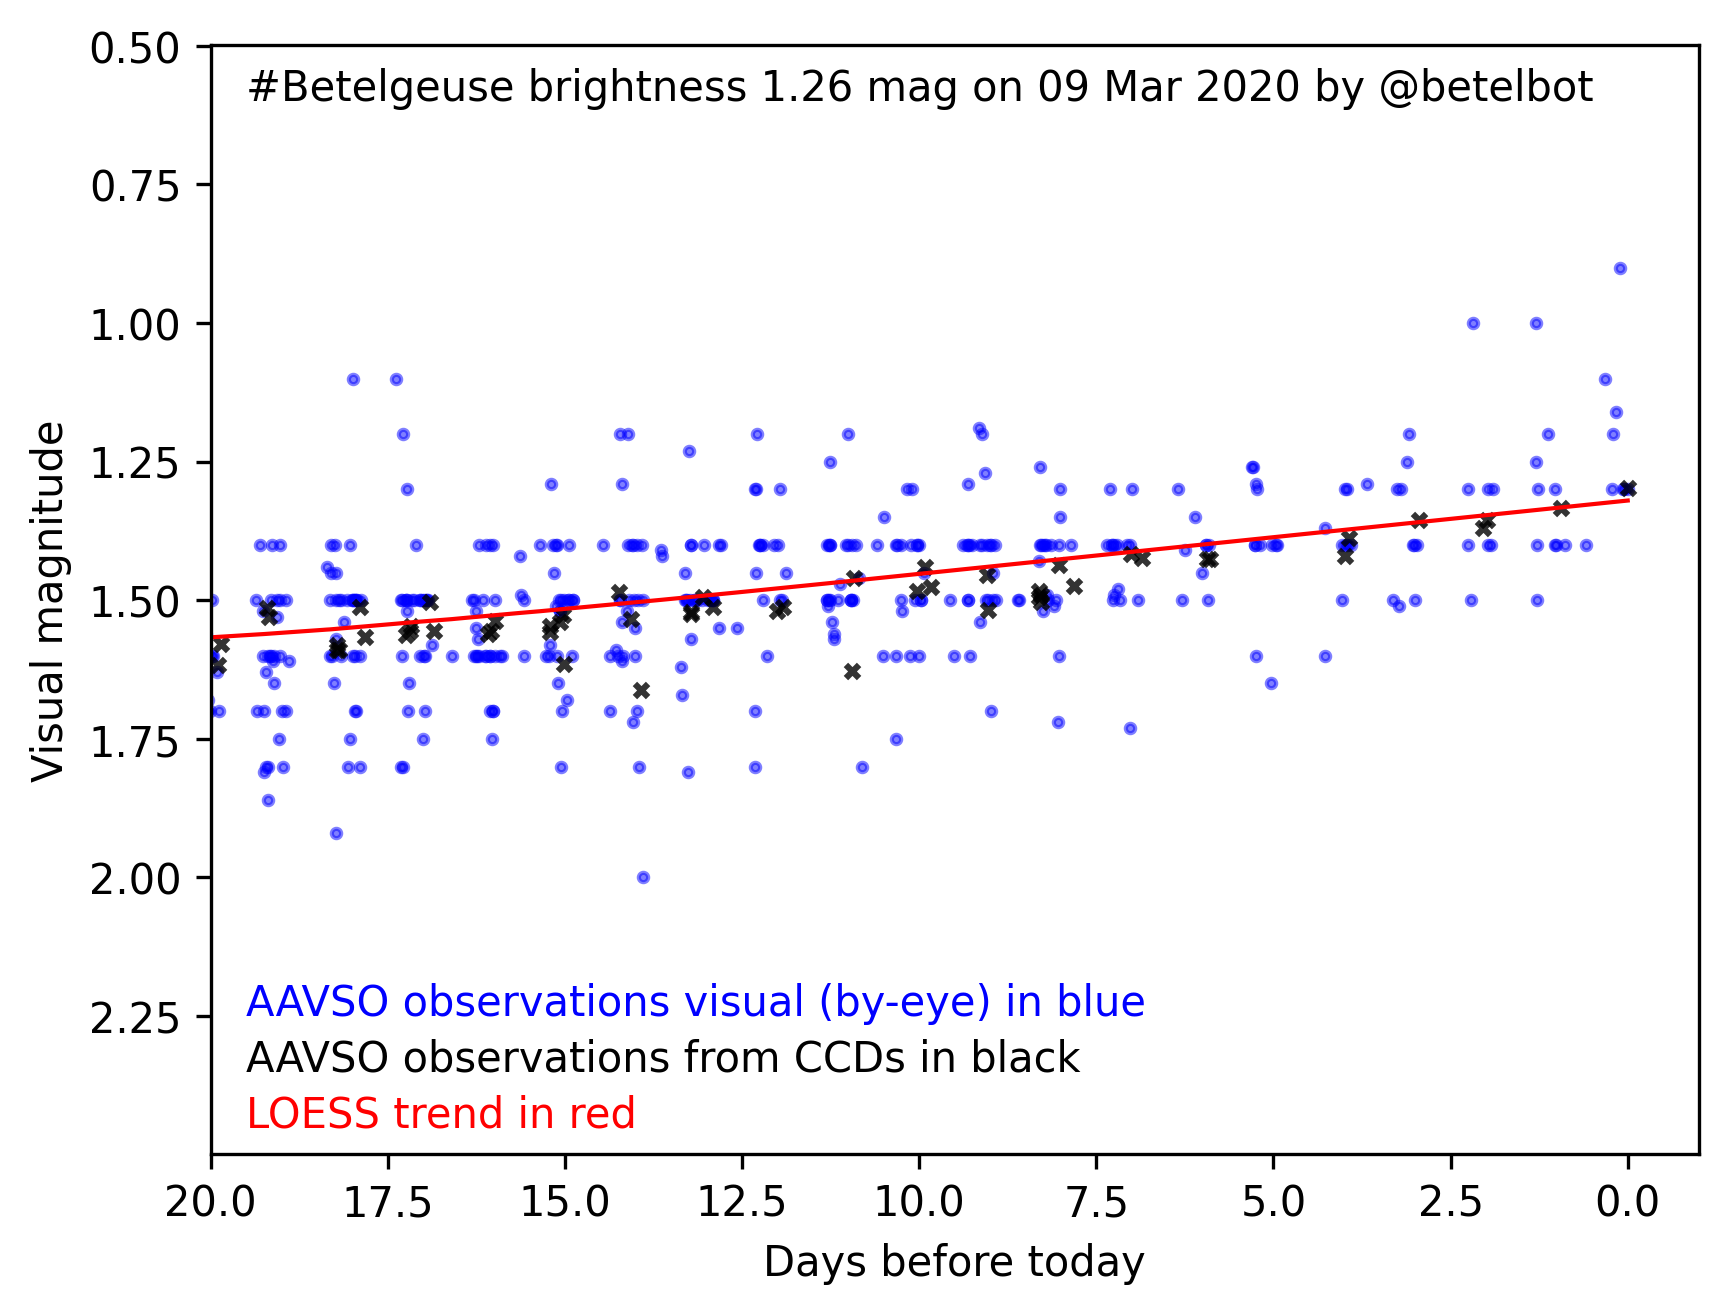 #Betelgeuse brightness 1.26 mag on 09 Mar 2020 by @betelbot
0.50
0.75
1.00
1.25
1.50
1.75
2.00
2.25
Visual magnitude
AAVSO observations visual (by-eye) in blue
AAVSO observations from CCDs in black
LOESS trend in red
20.0 17.5 15.0 12.5 10.0 7.5 5.0 2.5 0.0
Days before today